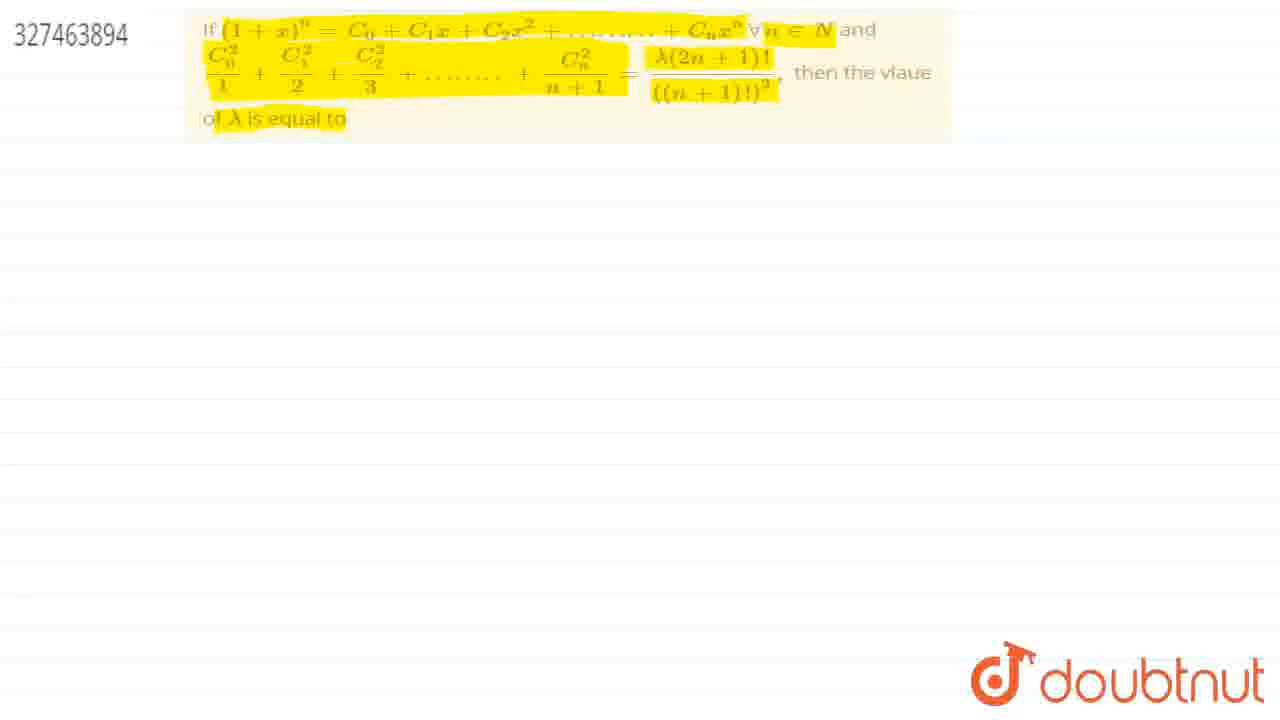 327463894
If (1 + x)^n = C_0 + C_1x + C_2x^2 + ......... + C_nx^n ∀ n ∈ N and
C_0^2/1 + C_1^2/2 + C_2^2/3 + ........ + C_n^2/(n + 1) = λ(2n + 1)!/((n + 1)!)^2, then the vlaue
of λ is equal to
doubtnut